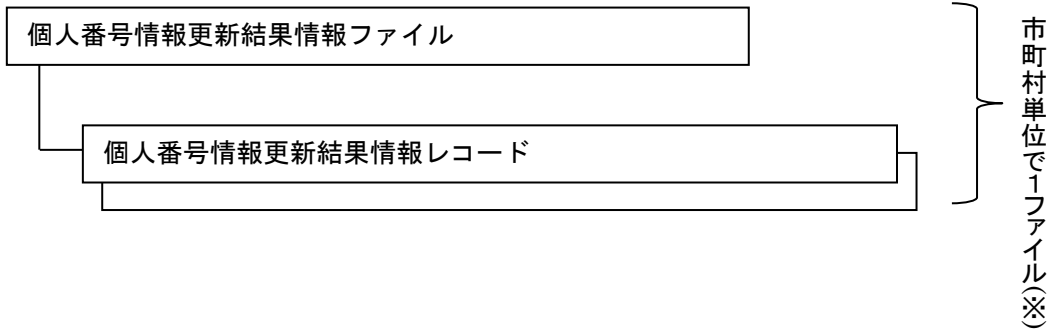 個人番号情報更新結果情報ファイル
個人番号情報更新結果情報レコード
市町村単位で1ファイル(※)